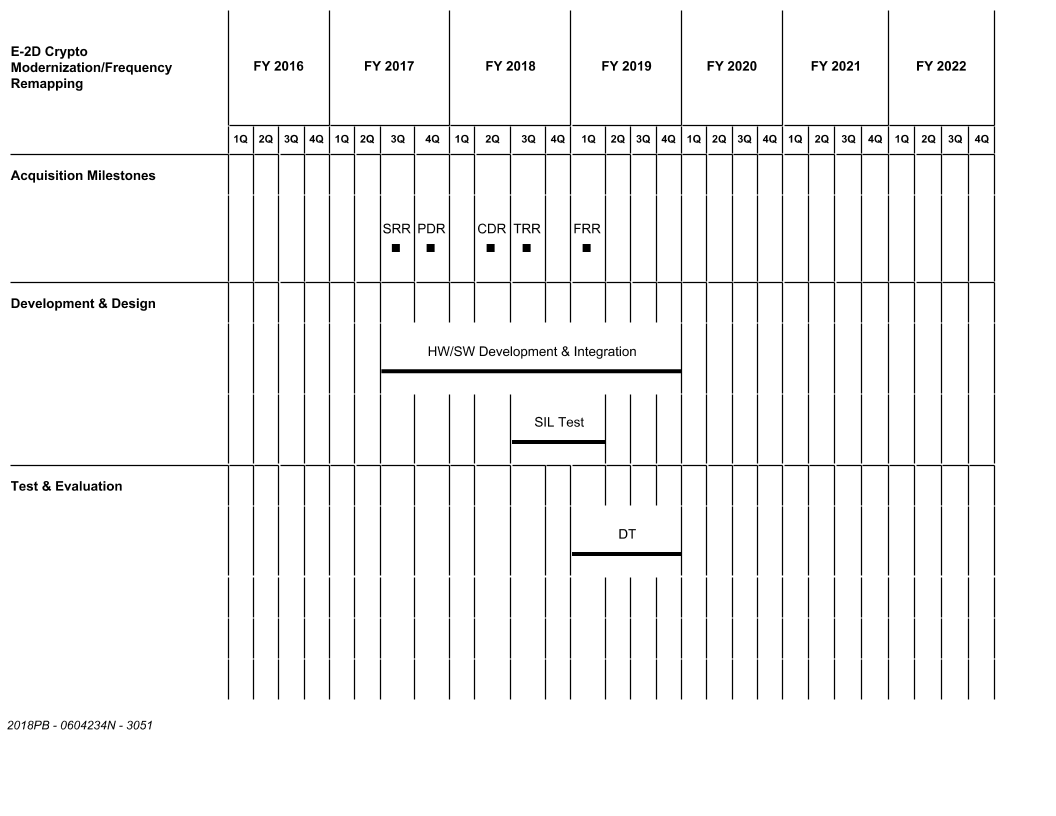 E-2D Crypto
Modernization/Frequency
Remapping
FY 2016 FY 2017 FY 2018 FY 2019 FY 2020 FY 2021 FY 2022
1Q 2Q 3Q 4Q 1Q 2Q 3Q 4Q 1Q 2Q 3Q 4Q 1Q 2Q 3Q 4Q 1Q 2Q 3Q 4Q 1Q 2Q 3Q 4Q 1Q 2Q 3Q 4Q
Acquisition Milestones
SRR PDR CDR TRR FRR
Development & Design
HW/SW Development & Integration
SIL Test
Test & Evaluation
DT
2018PB - 0604234N - 3051